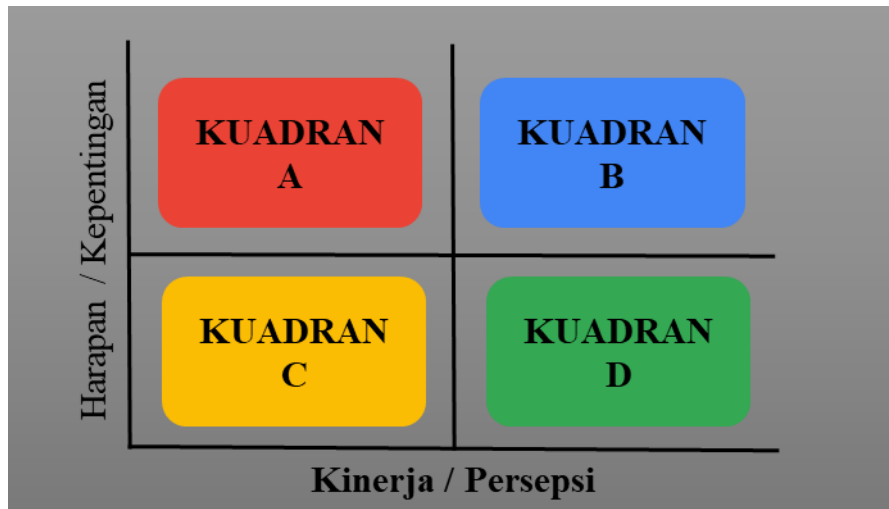 Harapan / Kepentingan
KUADRAN
A
KUADRAN
B
KUADRAN
C
KUADRAN
D
Kinerja / Persepsi